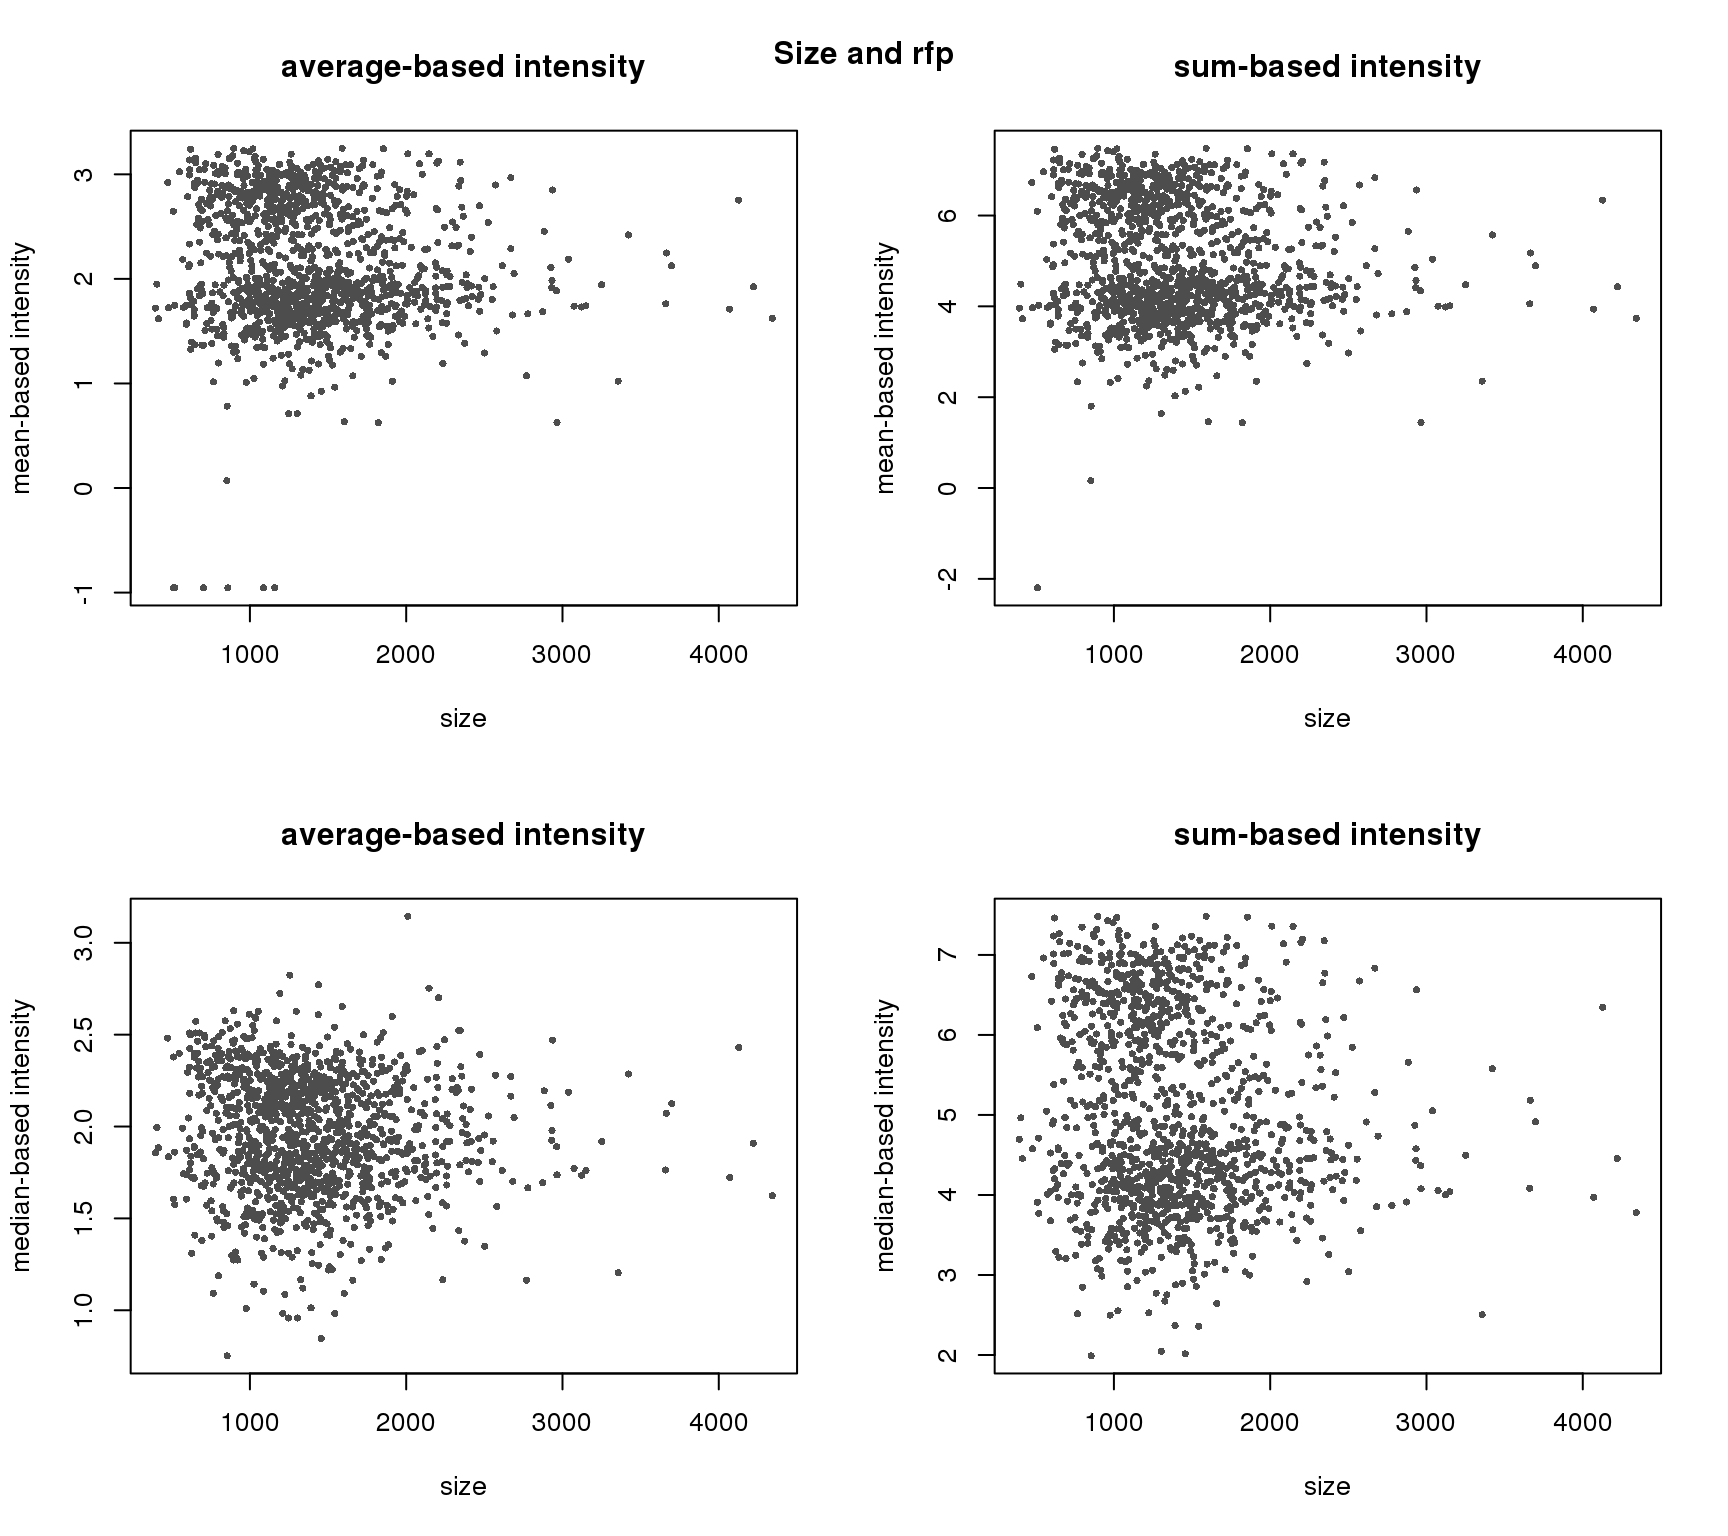 Size and rfp
average-based intensity
mean-based intensity
3
2
1
0
-1
1000 2000 3000 4000
size
sum-based intensity
mean-based intensity
6
4
2
0
-2
1000 2000 3000 4000
size
average-based intensity
median-based intensity
3.0
2.5
2.0
1.5
1.0
1000 2000 3000 4000
size
sum-based intensity
median-based intensity
7
6
5
4
3
2
1000 2000 3000 4000
size